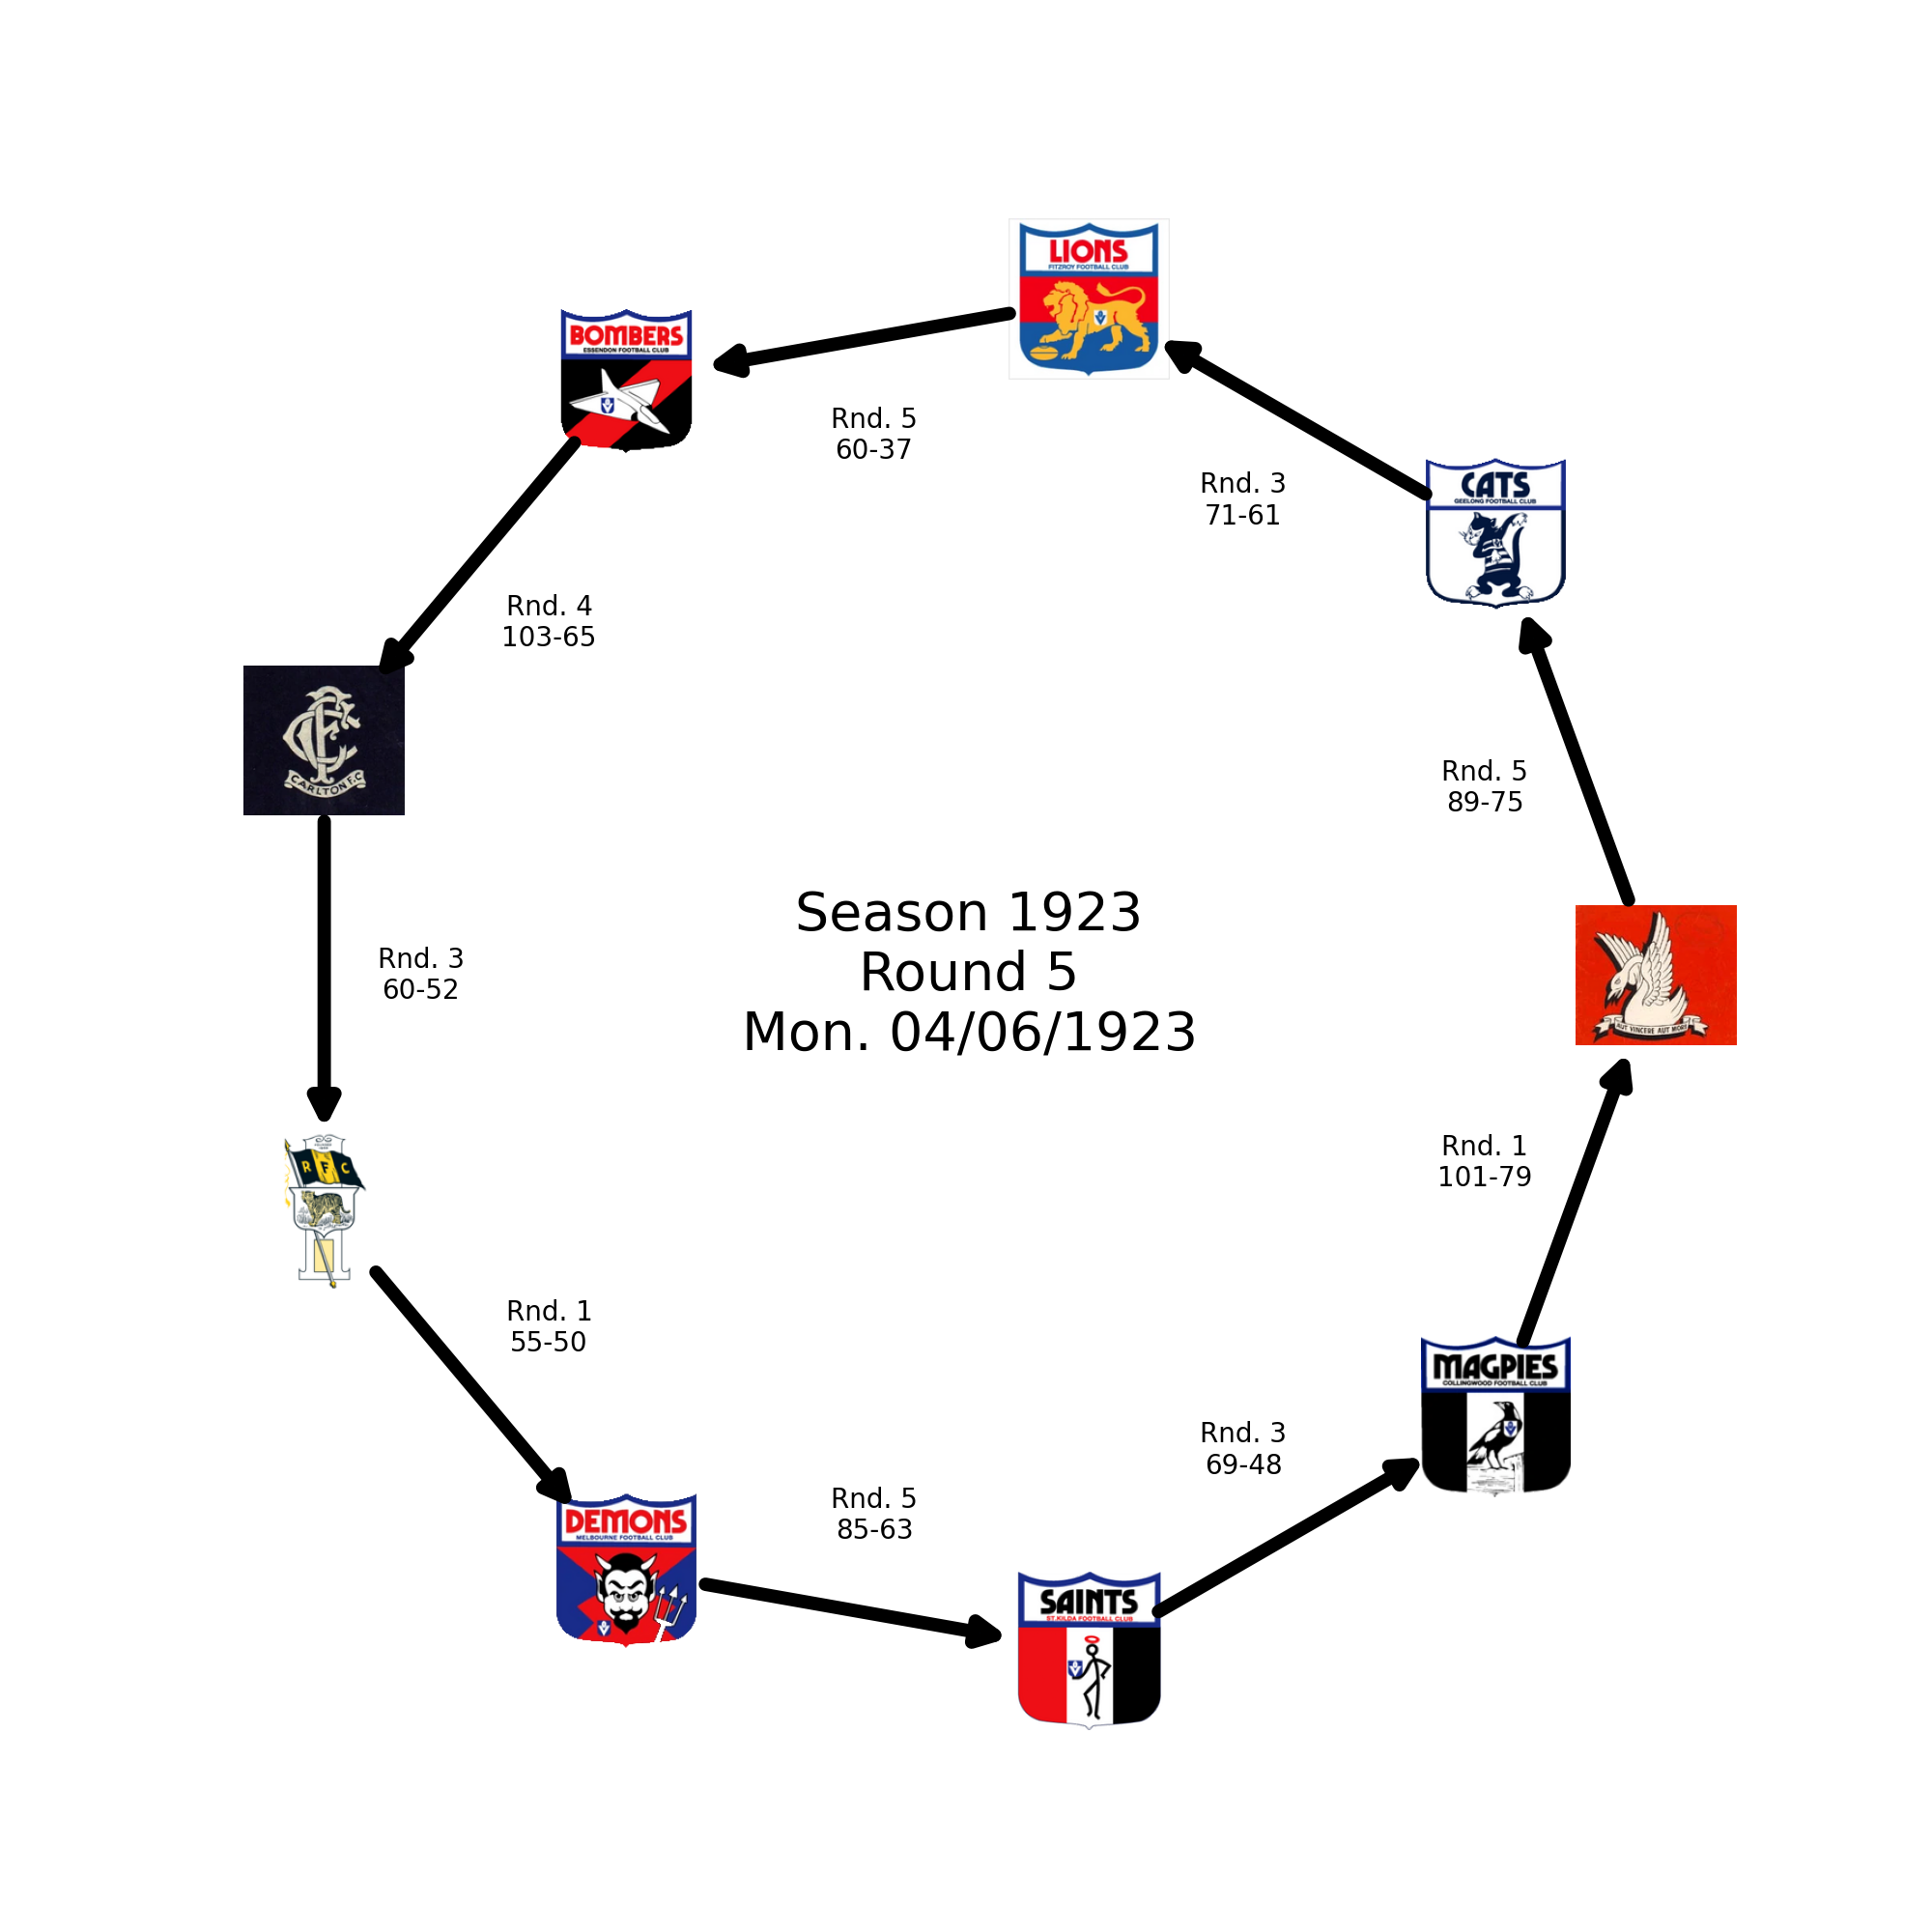 LIONS
FITZROY FOOTBALL CLUB
BOMBERS
ESSENDON FOOTBALL CLUB
Rnd. 5
60-37
Rnd. 3
71-61
CATS
GEELONG FOOTBALL CLUB
Rnd. 4
103-65
CARLTON F.C
Rnd. 5
89-75
Season 1923
Round 5
Mon. 04/06/1923
Rnd. 3
60-52
AUT VINCERE AUT MORI
R F C
Rnd. 1
101-79
Rnd. 1
55-50
MAGPIES
COLLINGWOOD FOOTBALL CLUB
Rnd. 3
69-48
Rnd. 5
85-63
DEMONS
MELBOURNE FOOTBALL CLUB
SAINTS
ST.KILDA FOOTBALL CLUB